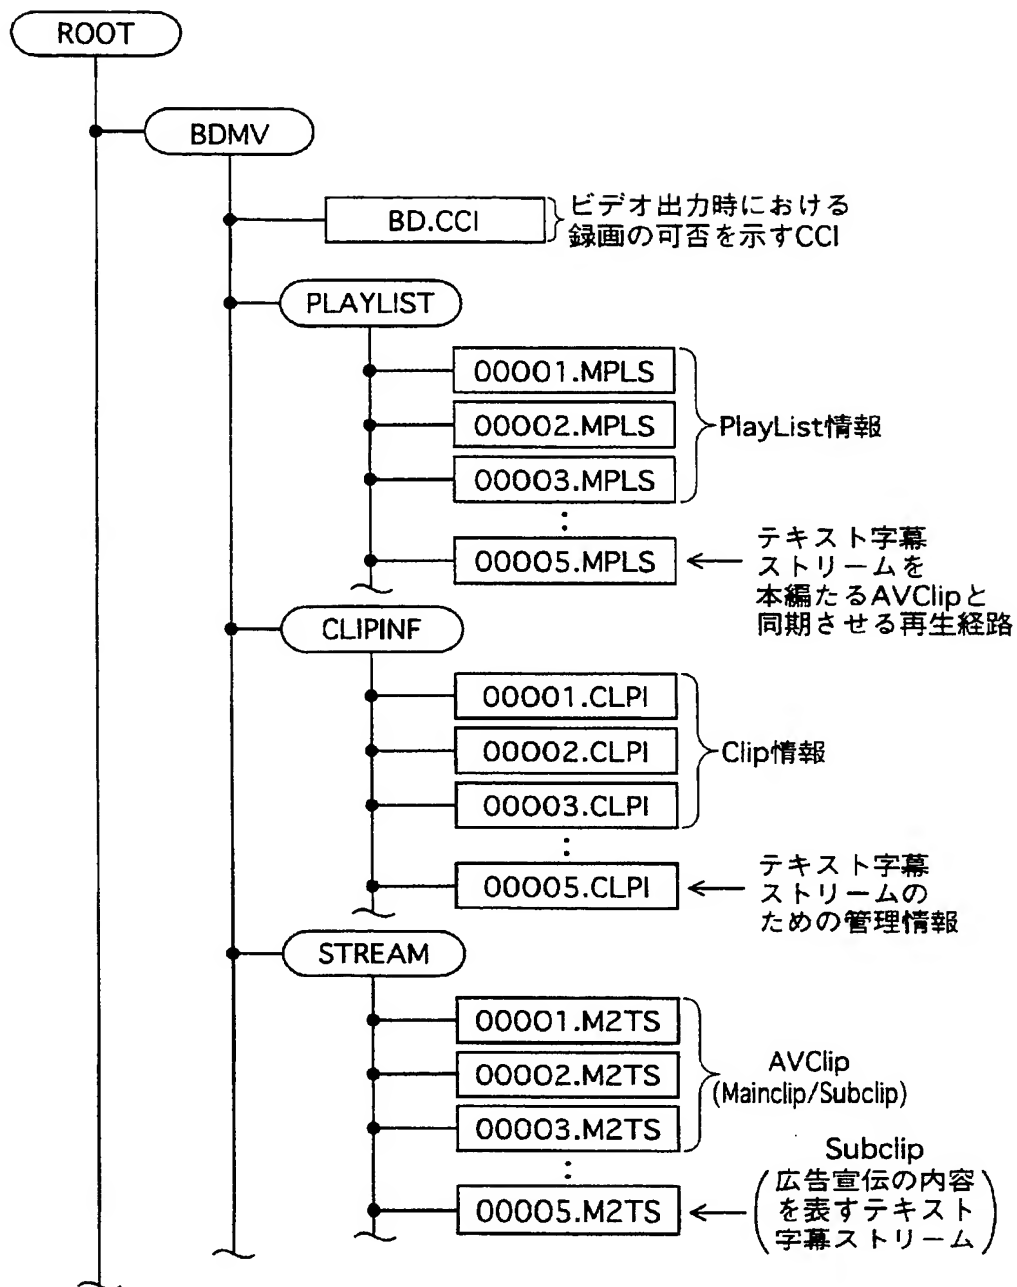 ROOT
BDMV
BD.CCI
ビデオ出力時における
録画の可否を示すCCI
PLAYLIST
00001.MPLS
00002.MPLS
PlayList情報
00003.MPLS
00005.MPLS
テキスト字幕
ストリームを
本編たるAVClipと
同期させる再生経路
CLIPINF
00001.CLPI
00002.CLPI
Clip情報
00003.CLPI
00005.CLPI
テキスト字幕
ストリームの
ための管理情報
STREAM
00001.M2TS
00002.M2TS
AVClip
(Mainclip/Subclip)
00003.M2TS
00005.M2TS
Subclip
(広告宣伝の内容
を表すテキスト
字幕ストリーム)